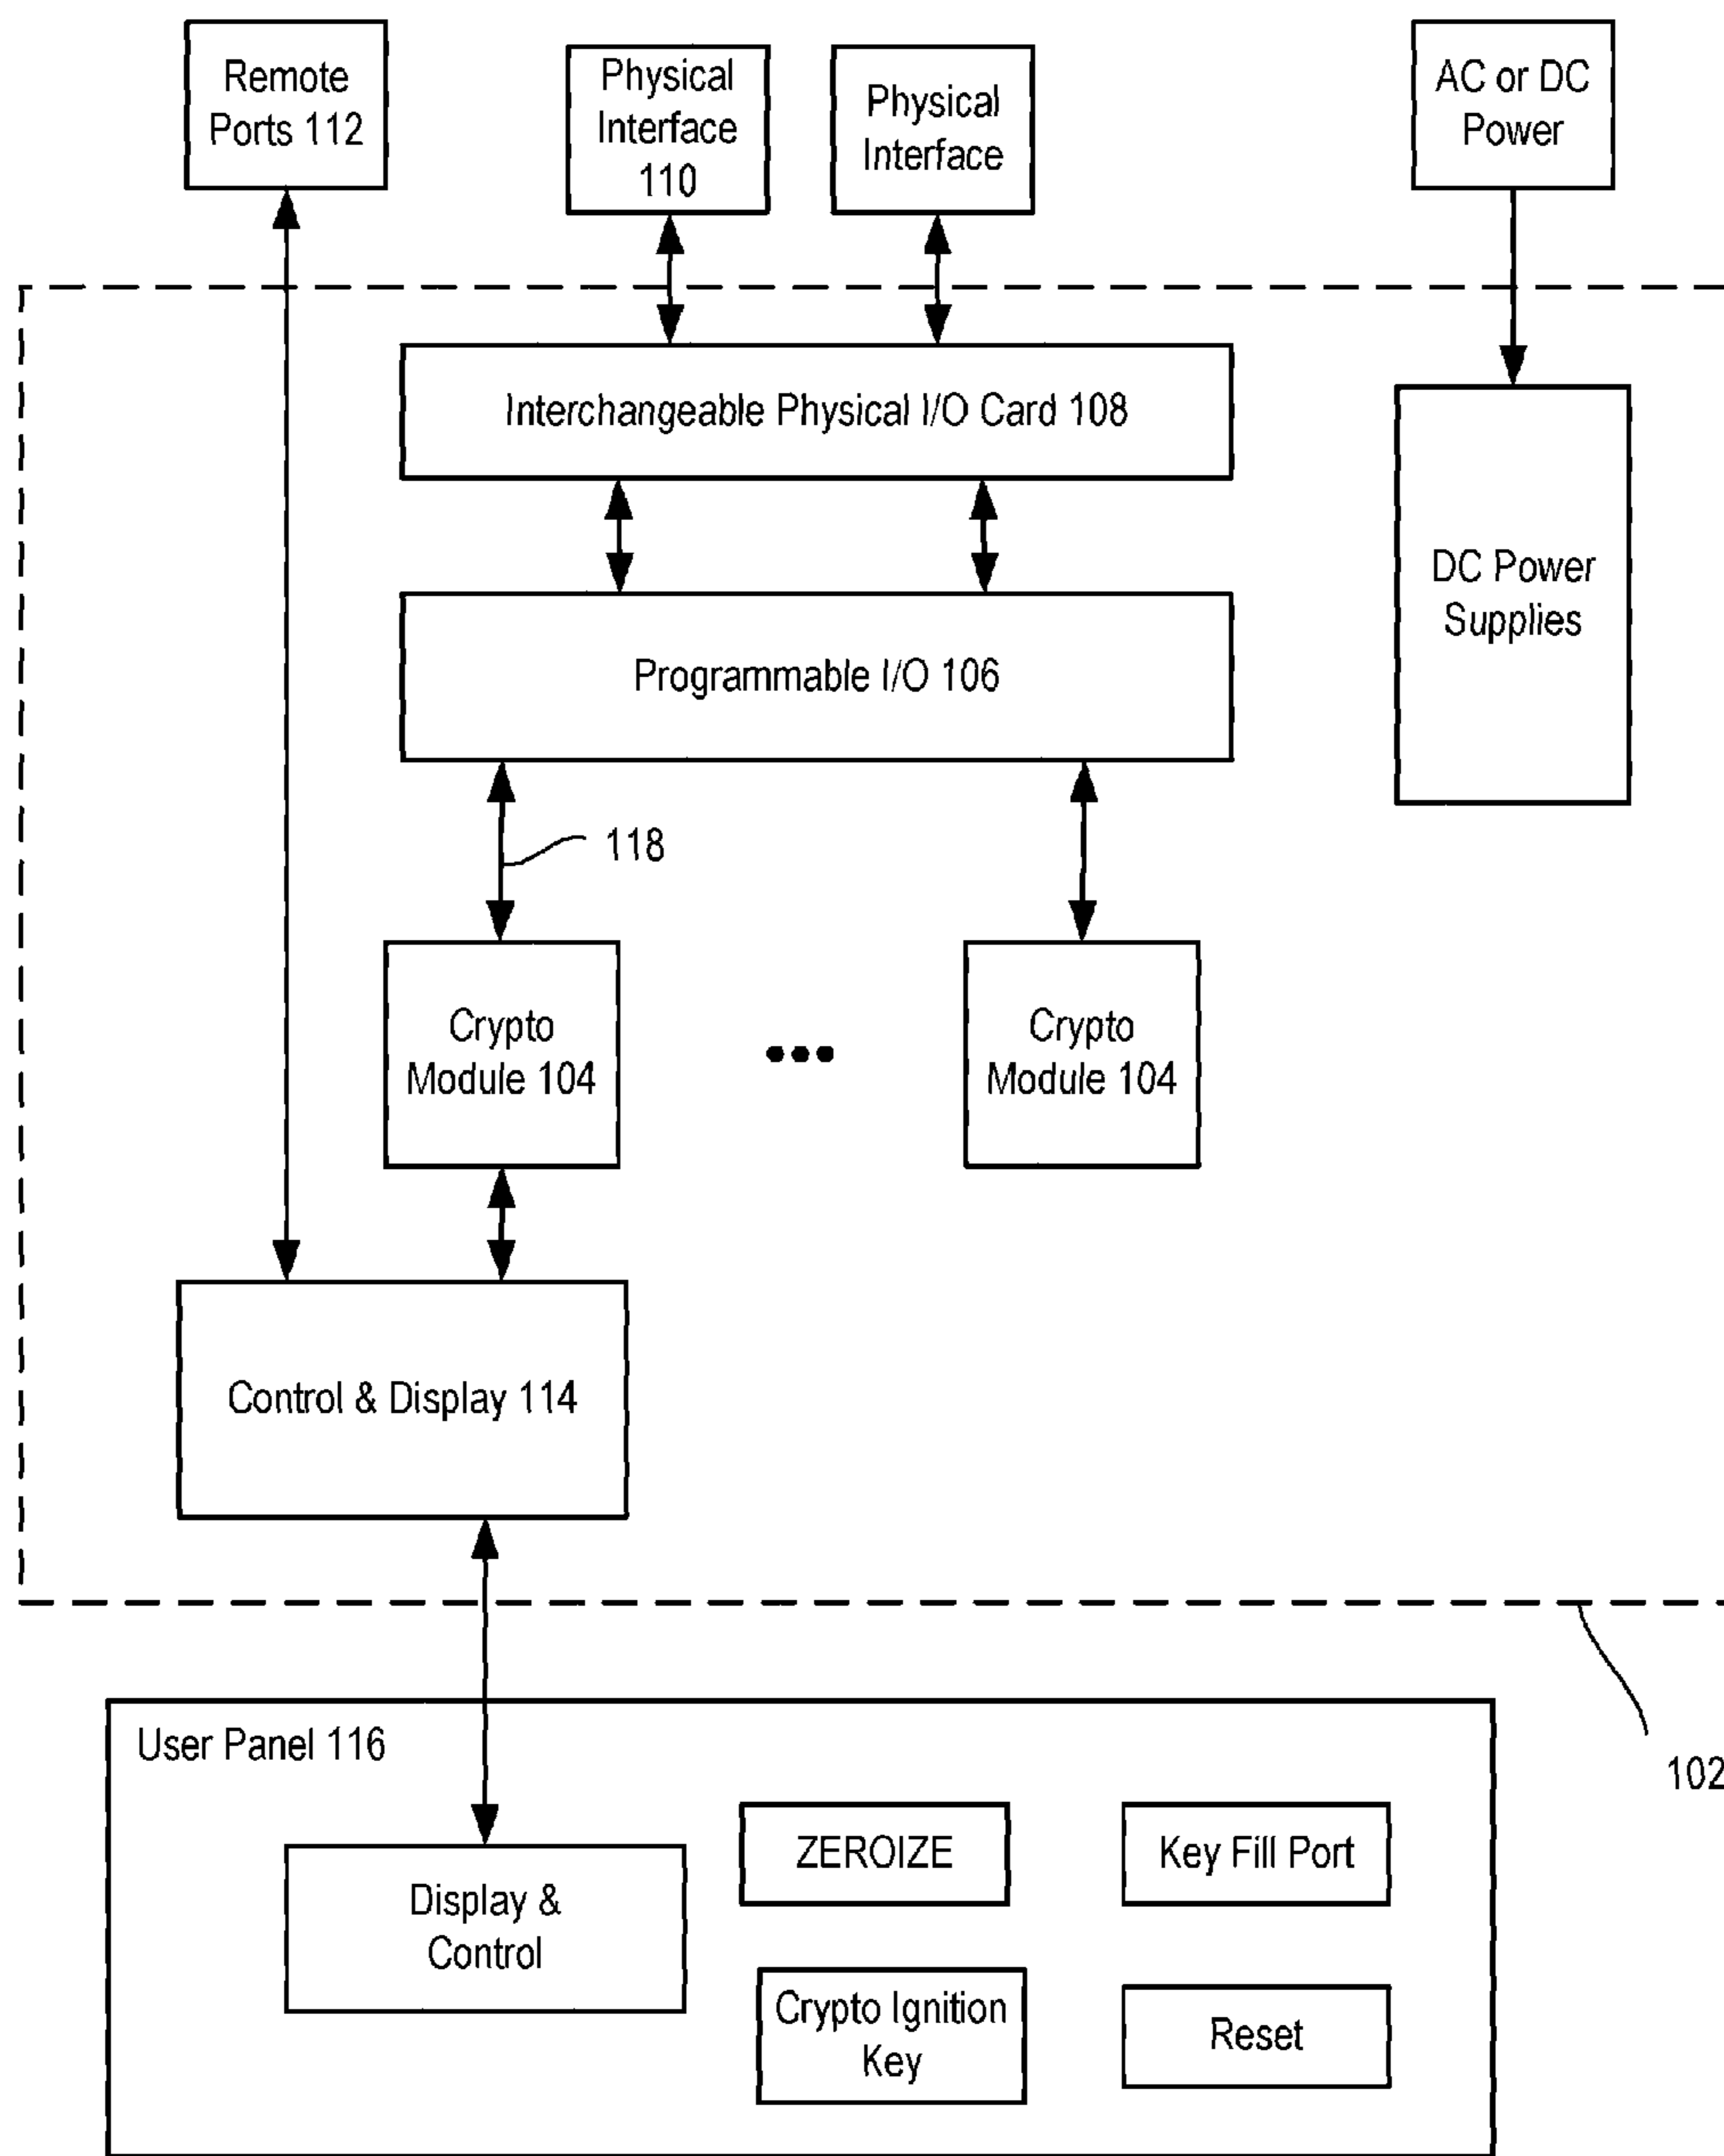 Remote
Ports 112
Physical
Interface
110
Physical
Interface
AC or DC
Power
Interchangeable Physical I/O Card 108
DC Power
Supplies
Programmable I/O 106
118
Crypto
Module 104
Crypto
Module 104
Control & Display 114
102
User Panel 116
ZEROIZE
Key Fill Port
Display &
Control
Crypto Ignition
Key
Reset